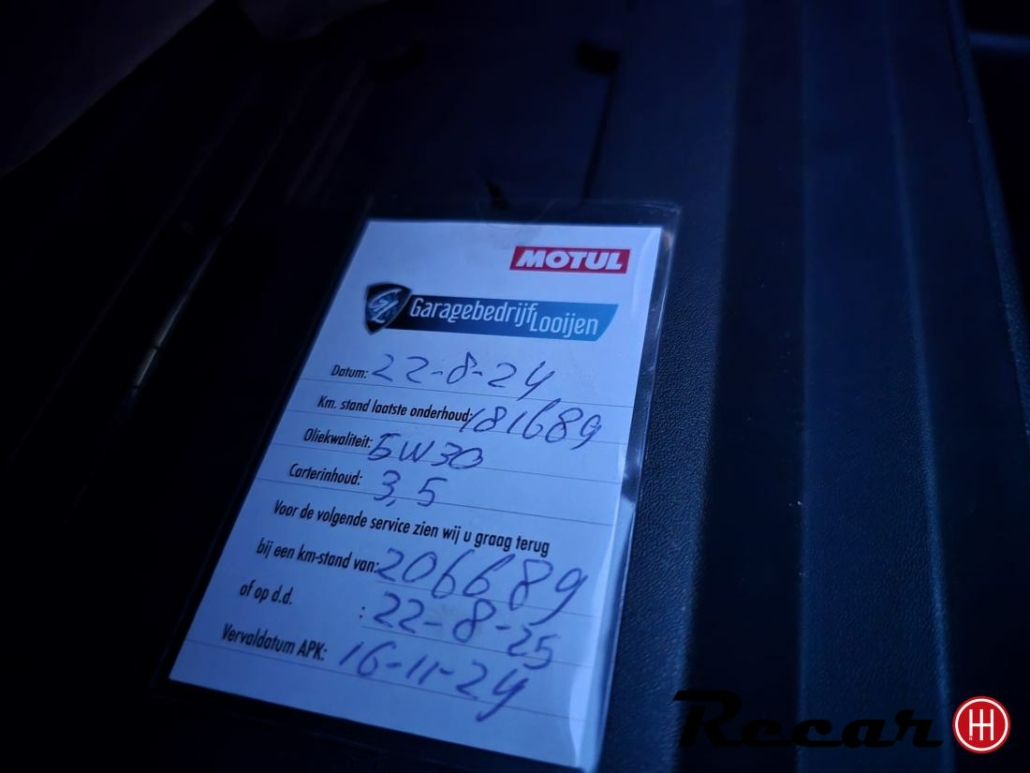 MOTUL
Garagebedrijf Looijen
Datum: 22-8-24
Km. stand laatste onderhoud: 181689
Oliekwaliteit: 5W30
Carterinhoud: 3,5
Voor de volgende service zien wij u graag terug
bij een km-stand van: 206689
of op d.d. : 22-8-25
Vervaldatum APK: 16-11-24
Recar H